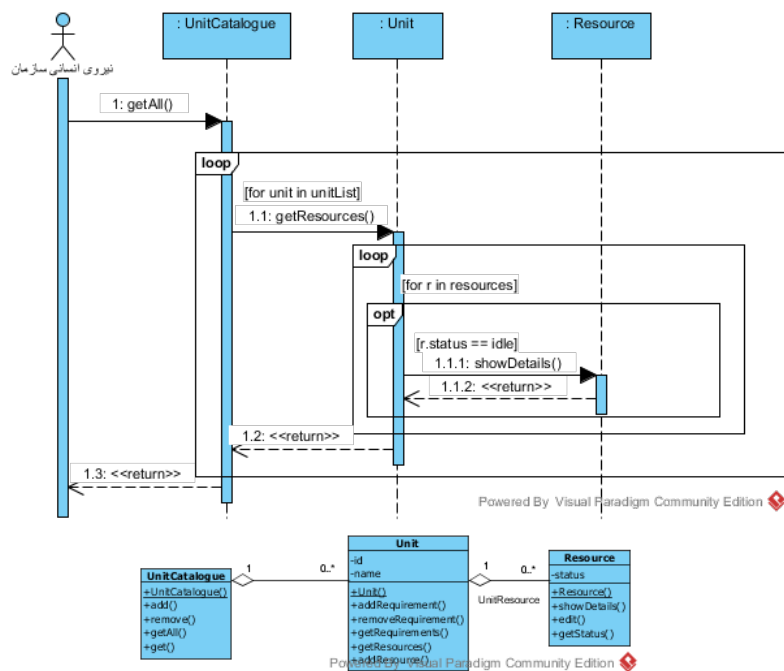 : UnitCatalogue
: Unit
: Resource
نیروی انسانی سازمان
1: getAll()
loop
[for unit in unitList]
1.1: getResources()
loop
[for r in resources]
opt
[r.status == idle]
1.1.1: showDetails()
1.1.2: <<return>>
1.2: <<return>>
1.3: <<return>>
Powered By Visual Paradigm Community Edition
UnitCatalogue
+UnitCatalogue()
+add()
+remove()
+getAll()
+get()
1
0..*
Unit
-id
-name
+Unit()
+addRequirement()
+removeRequirement()
+getRequirements()
+getResources()
+addResource()
1
0..*
UnitResource
Resource
-status
+Resource()
+showDetails()
+edit()
+getStatus()
Powered By Visual Paradigm Community Edition